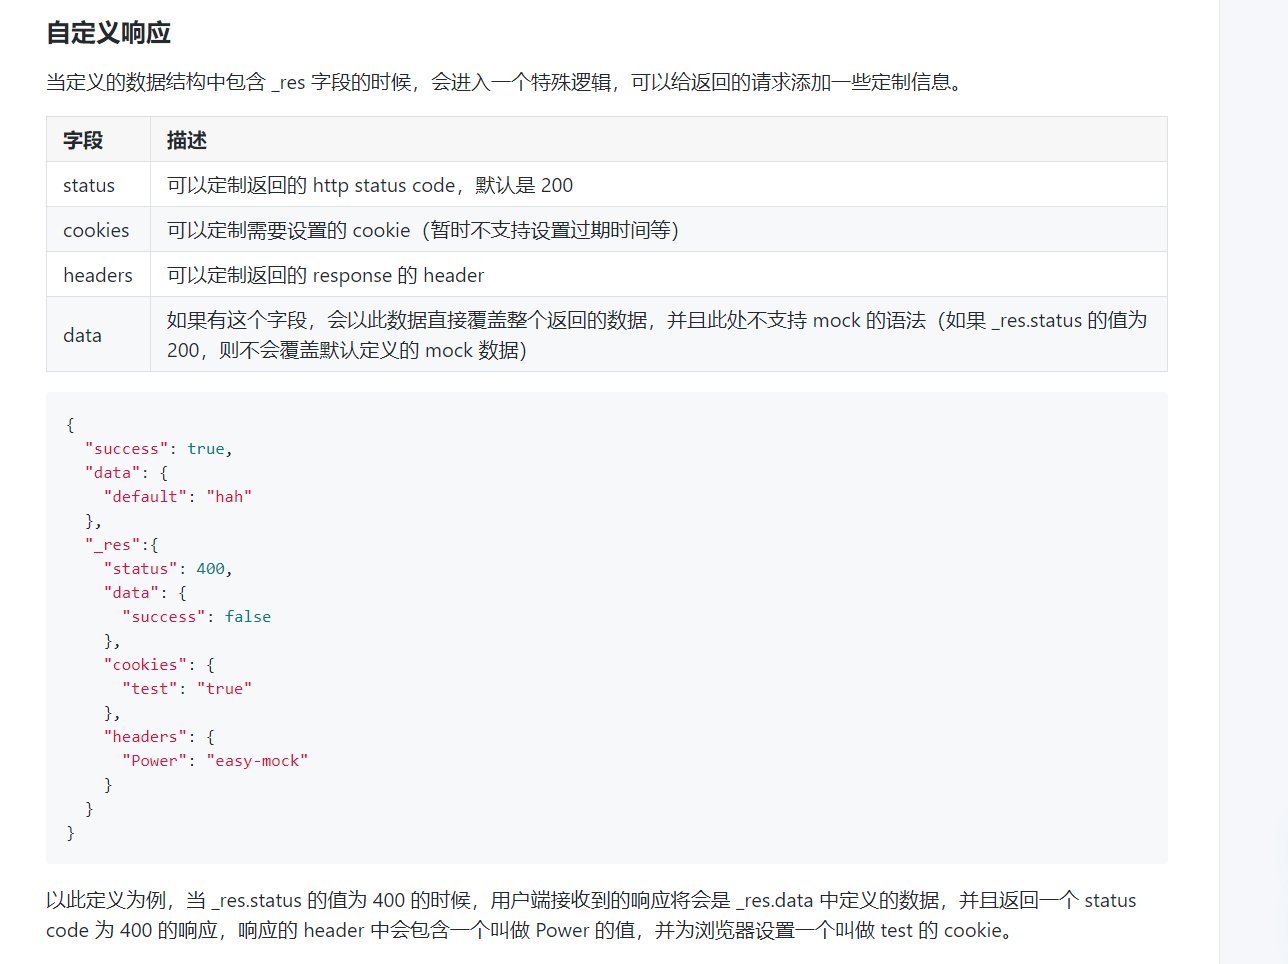 自定义响应
当定义的数据结构中包含 _res 字段的时候，会进入一个特殊逻辑，可以给返回的请求添加一些定制信息。
字段 描述
status 可以定制返回的 http status code，默认是 200
cookies 可以定制需要设置的 cookie（暂时不支持设置过期时间等）
headers 可以定制返回的 response 的 header
data 如果有这个字段，会以此数据直接覆盖整个返回的数据，并且此处不支持 mock 的语法（如果 _res.status 的值为
200，则不会覆盖默认定义的 mock 数据）
{
  "success": true,
  "data": {
    "default": "hah"
  },
  "_res":{
    "status": 400,
    "data": {
      "success": false
    },
    "cookies": {
      "test": "true"
    },
    "headers": {
      "Power": "easy-mock"
    }
  }
}
以此定义为例，当 _res.status 的值为 400 的时候，用户端接收到的响应将会是 _res.data 中定义的数据，并且返回一个 status
code 为 400 的响应，响应的 header 中会包含一个叫做 Power 的值，并为浏览器设置一个叫做 test 的 cookie。